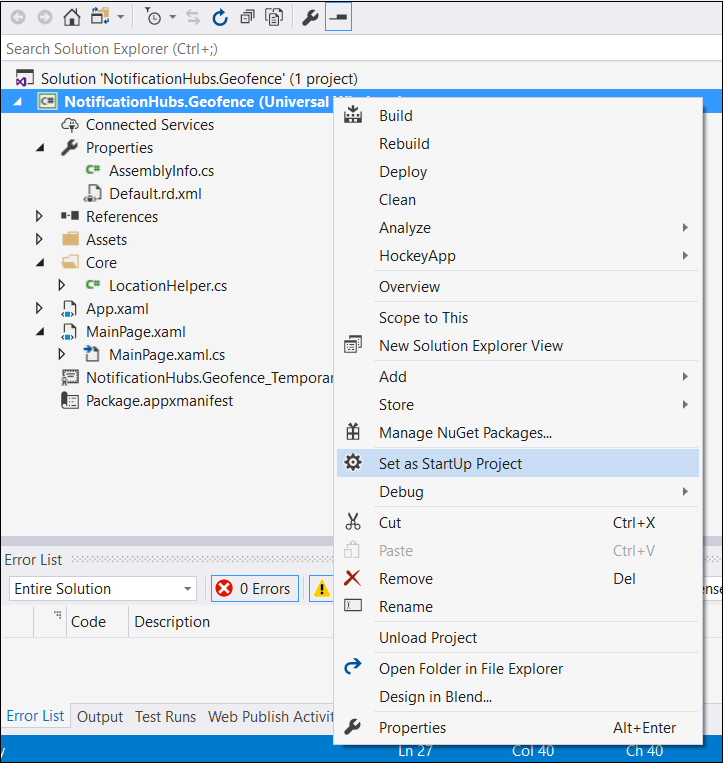 Search Solution Explorer (Ctrl+;)
Solution 'NotificationHubs.Geofence' (1 project)
NotificationHubs.Geofence (Universal
Connected Services
Properties
C# AssemblyInfo.cs
Default.rd.xml
References
Assets
Core
C# LocationHelper.cs
App.xaml
MainPage.xaml
MainPage.xaml.cs
NotificationHubs.Geofence_Temporar
Package.appxmanifest
Build
Rebuild
Deploy
Clean
Analyze
HockeyApp
Overview
Scope to This
New Solution Explorer View
Add
Store
Manage NuGet Packages...
Set as StartUp Project
Debug
Cut Ctrl+X
Paste Ctrl+V
Remove Del
Rename
Unload Project
Open Folder in File Explorer
Design in Blend...
Properties Alt+Enter
Error List
Entire Solution
0 Errors
Code Description
Error List Output Test Runs Web Publish Activit
Ln 27 Col 40 Ch 40